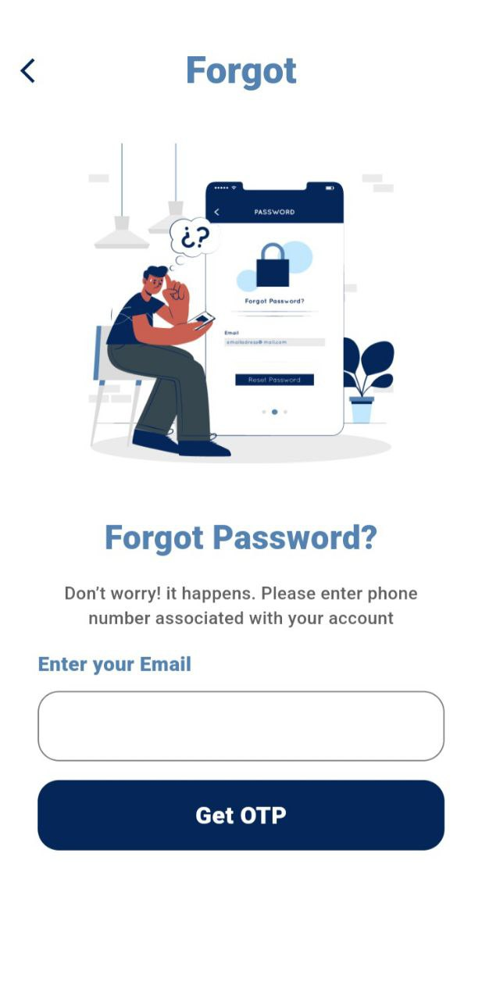 Forgot
PASSWORD
¿?
Forgot Password?
Email
emailadress@mail.com
Reset Password
Forgot Password?
Don’t worry! it happens. Please enter phone
number associated with your account
Enter your Email
Get OTP